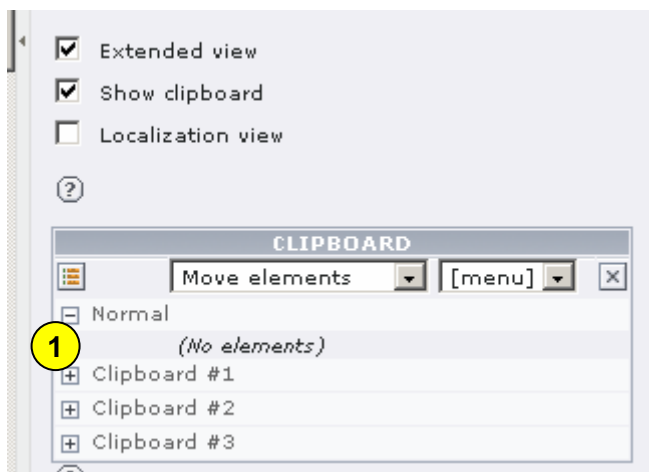 Extended view
Show clipboard
Localization view
?
CLIPBOARD
Move elements [menu]
Normal
1
(No elements)
Clipboard #1
Clipboard #2
Clipboard #3